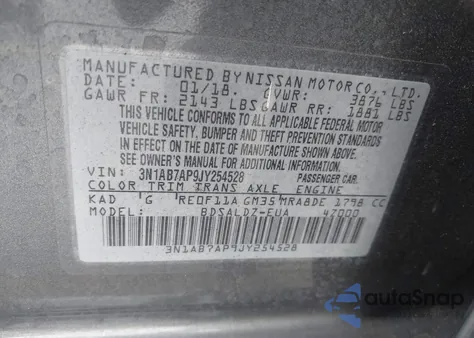 MANUFACTURED BY NISSAN MOTOR CO., LTD.
DATE: 01/18 GVWR: 3876 LBS
GAWR FR: 2143 LBS GAWR RR: 1881 LBS
THIS VEHICLE CONFORMS TO ALL APPLICABLE FEDERAL MOTOR
VEHICLE SAFETY, BUMPER AND THEFT PREVENTION STANDARDS
IN EFFECT ON THE DATE OF MANUFACTURE SHOWN ABOVE.
SEE OWNER'S MANUAL FOR ADDITIONAL INFORMATION.
VIN: 3N1AB7AP9JY254528 PASSENGER CAR.
COLOR TRIM TRANS AXLE ENGINE
KAD G RE0F11A GM35 MRA8DE 1798 CC
BDSALDZ-EUA 47000
3N1AB7AP9JY254528
autoSnap